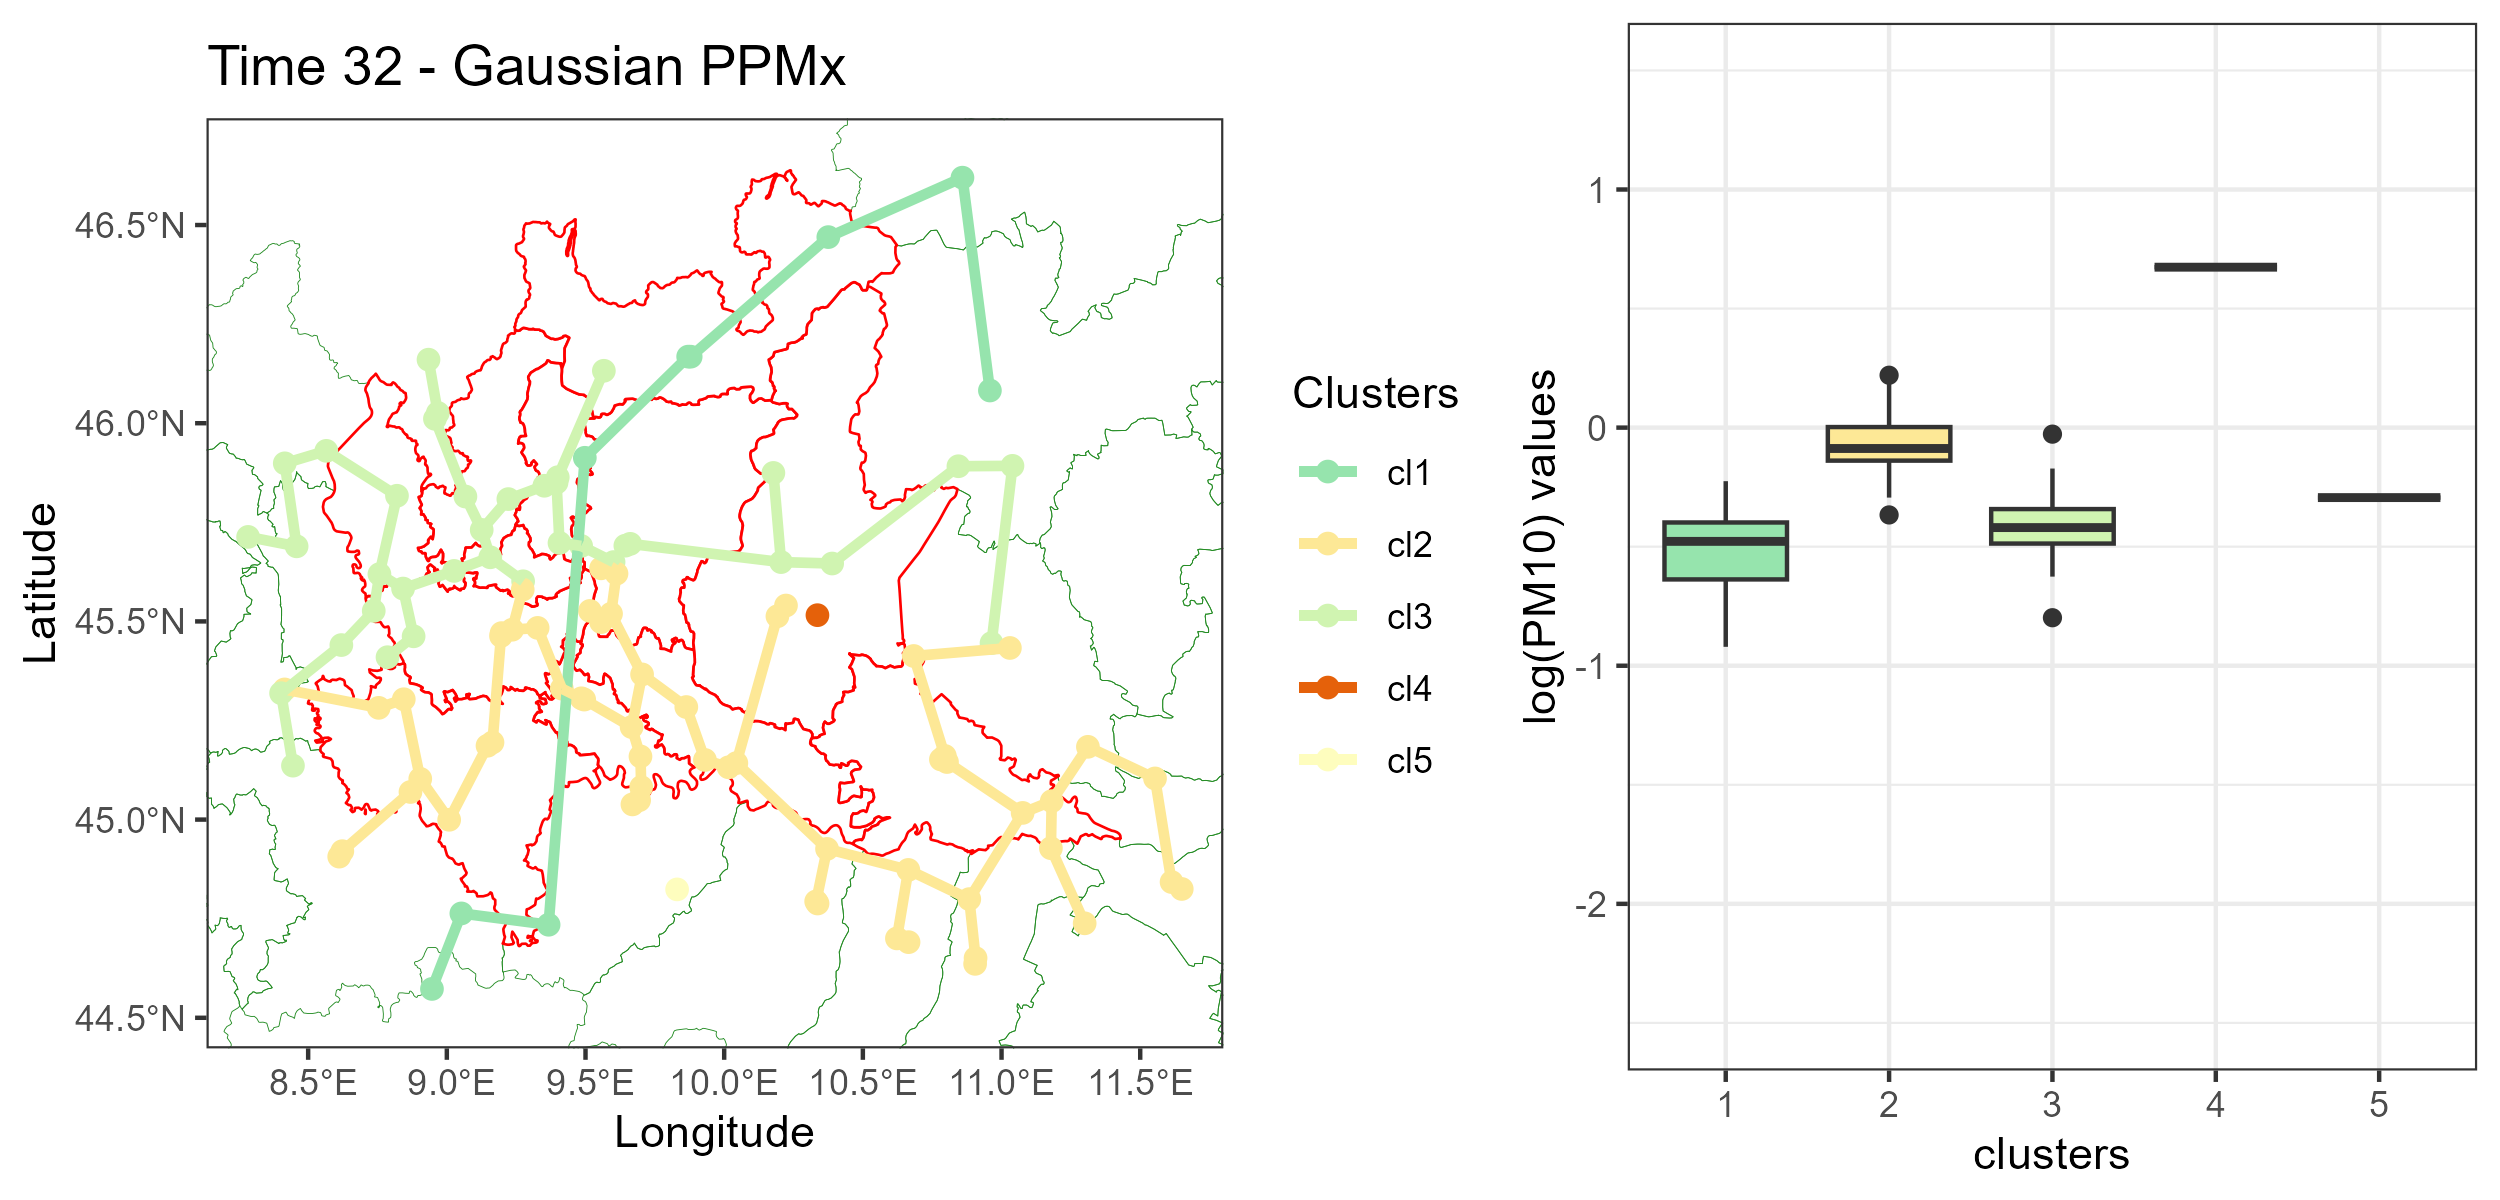 Time 32 - Gaussian PPMx
46.5°N
46.0°N
45.5°N
45.0°N
44.5°N
Latitude
8.5°E 9.0°E 9.5°E 10.0°E 10.5°E 11.0°E 11.5°E
Longitude
Clusters
cl1
cl2
cl3
cl4
cl5
log(PM10) values
1
0
-1
-2
1 2 3 4 5
clusters